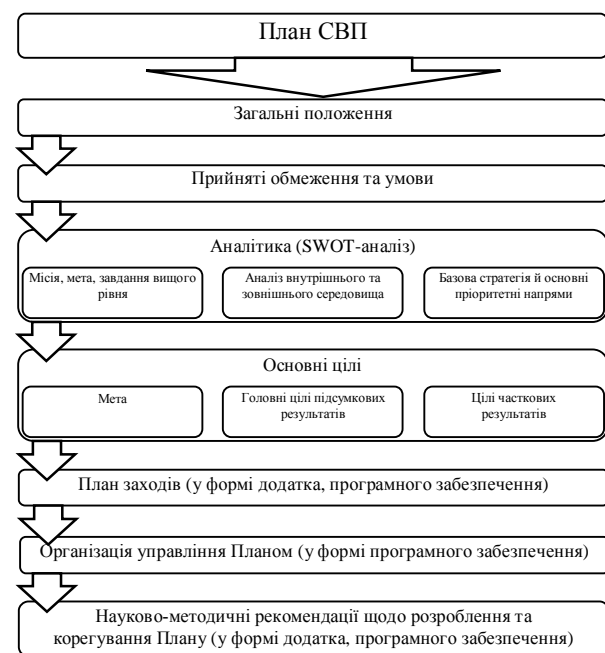 План СВП
Загальні положення
Прийняті обмеження та умови
Аналітика (SWOT-аналіз)
Місія, мета, завдання вищого
рівня
Аналіз внутрішнього та
зовнішнього середовища
Базова стратегія й основні
пріоритетні напрями
Основні цілі
Мета
Головні цілі підсумкових
результатів
Цілі часткових
результатів
План заходів (у формі додатка, програмного забезпечення)
Організація управління Планом (у формі програмного забезпечення)
Науково-методичні рекомендації щодо розроблення та
корегування Плану (у формі додатка, програмного забезпечення)